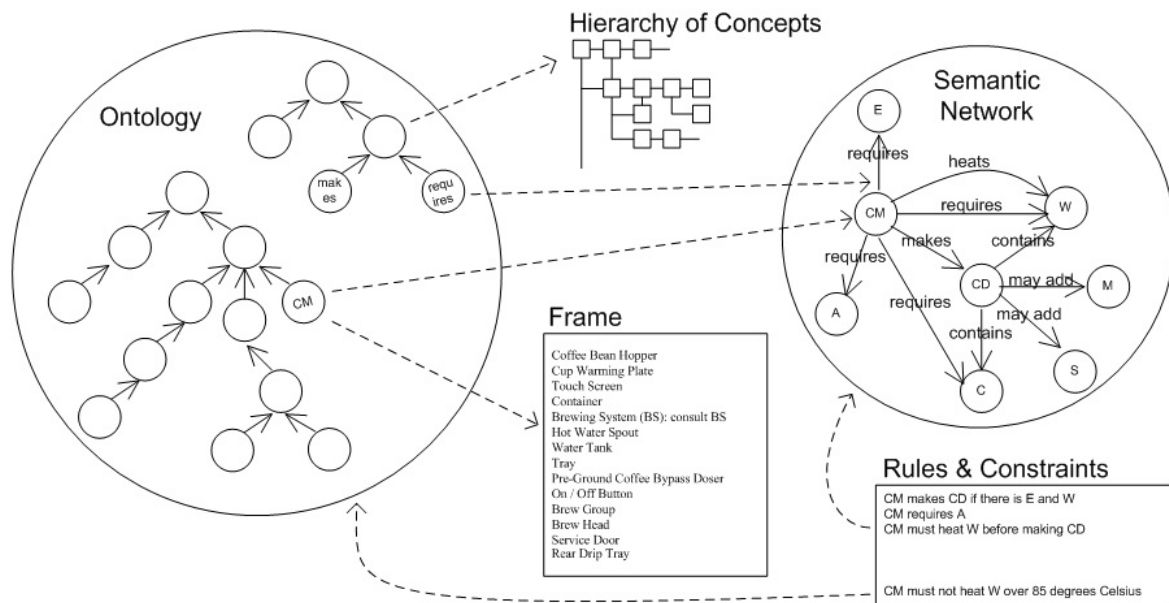 Hierarchy of Concepts
Ontology
mak
es
requ
ires
CM
Semantic
Network
E
requires
heats
CM
requires
W
makes
contains
requires
CD
may add
M
A
requires
may add
contains
S
C
Frame
Coffee Bean Hopper
Cup Warming Plate
Touch Screen
Container
Brewing System (BS): consult BS
Hot Water Spout
Water Tank
Tray
Pre-Ground Coffee Bypass Doser
On / Off Button
Brew Group
Brew Head
Service Door
Rear Drip Tray
Rules & Constraints
CM makes CD if there is E and W
CM requires A
CM must heat W before making CD
CM must not heat W over 85 degrees Celsius